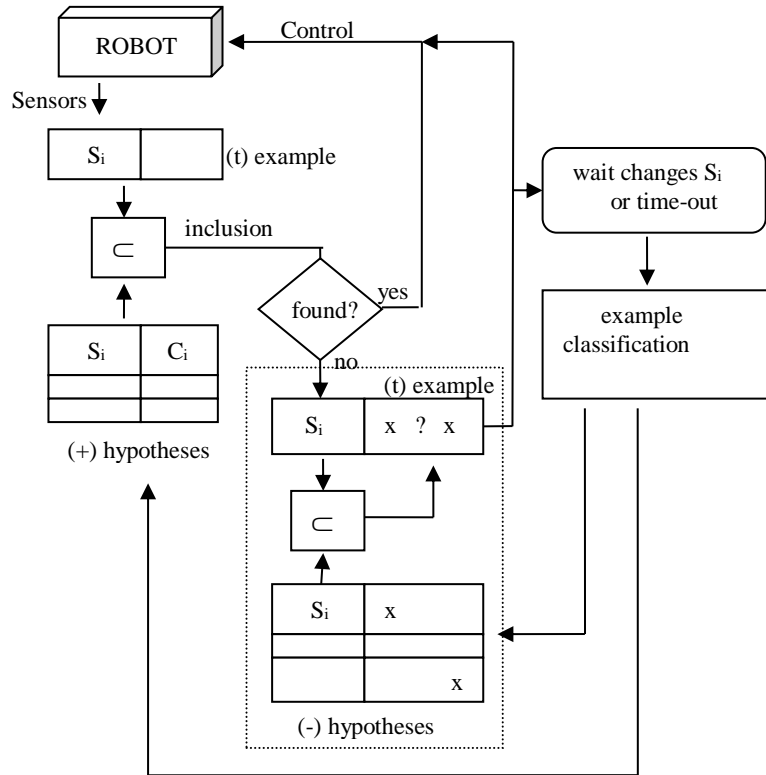 ROBOT
Control
Sensors
Sᵢ
(t) example
⊂
inclusion
Sᵢ Cᵢ
(+) hypotheses
found?
yes
no
(t) example
Sᵢ x ? x
⊂
Sᵢ x
x
(-) hypotheses
wait changes Sᵢ
or time-out
example
classification